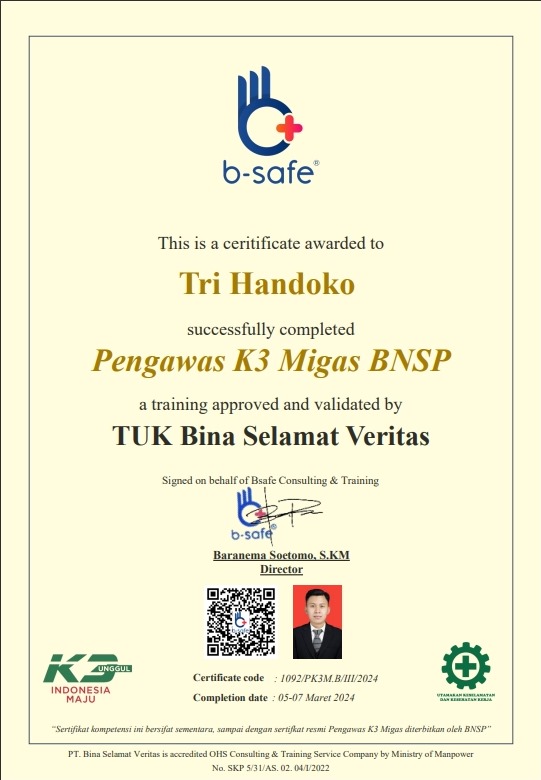 b-safe®
This is a ceritificate awarded to
Tri Handoko
successfully completed
Pengawas K3 Migas BNSP
a training approved and validated by
TUK Bina Selamat Veritas
Signed on behalf of Bsafe Consulting & Training
b-safe®
Baranema Soetomo, S.KM
Director
b-safe
K3 UNGGUL
INDONESIA
MAJU
Certificate code : 1092/PK3M.B/III/2024
Completion date : 05-07 Maret 2024
UTAMAKAN KESELAMATAN
DAN KESEHATAN KERJA
“Sertifikat kompetensi ini bersifat sementara, sampai dengan sertifkat resmi Pengawas K3 Migas diterbitkan oleh BNSP”
PT. Bina Selamat Veritas is accredited OHS Consulting & Training Service Company by Ministry of Manpower
No. SKP 5/31/AS. 02. 04/I/2022